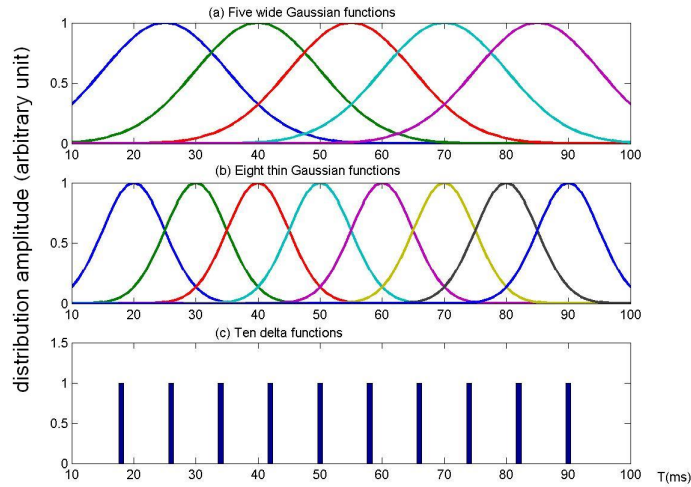 (a) Five wide Gaussian functions
1
0.5
0
10 20 30 40 50 60 70 80 90 100
(b) Eight thin Gaussian functions
1
0.5
0
10 20 30 40 50 60 70 80 90 100
(c) Ten delta functions
1.5
1
0.5
0
10 20 30 40 50 60 70 80 90 100
T(ms)
distribution amplitude (arbitrary unit)